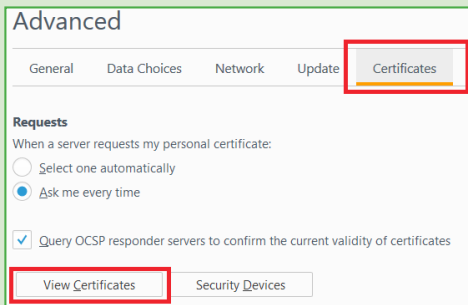 Advanced
General Data Choices Network Update Certificates
Requests
When a server requests my personal certificate:
Select one automatically
Ask me every time
Query OCSP responder servers to confirm the current validity of certificates
View Certificates Security Devices